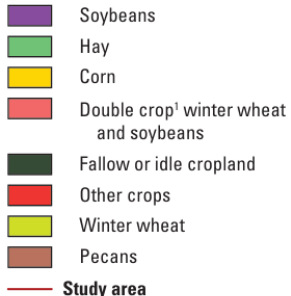 Soybeans
Hay
Corn
Double crop¹ winter wheat
and soybeans
Fallow or idle cropland
Other crops
Winter wheat
Pecans
Study area